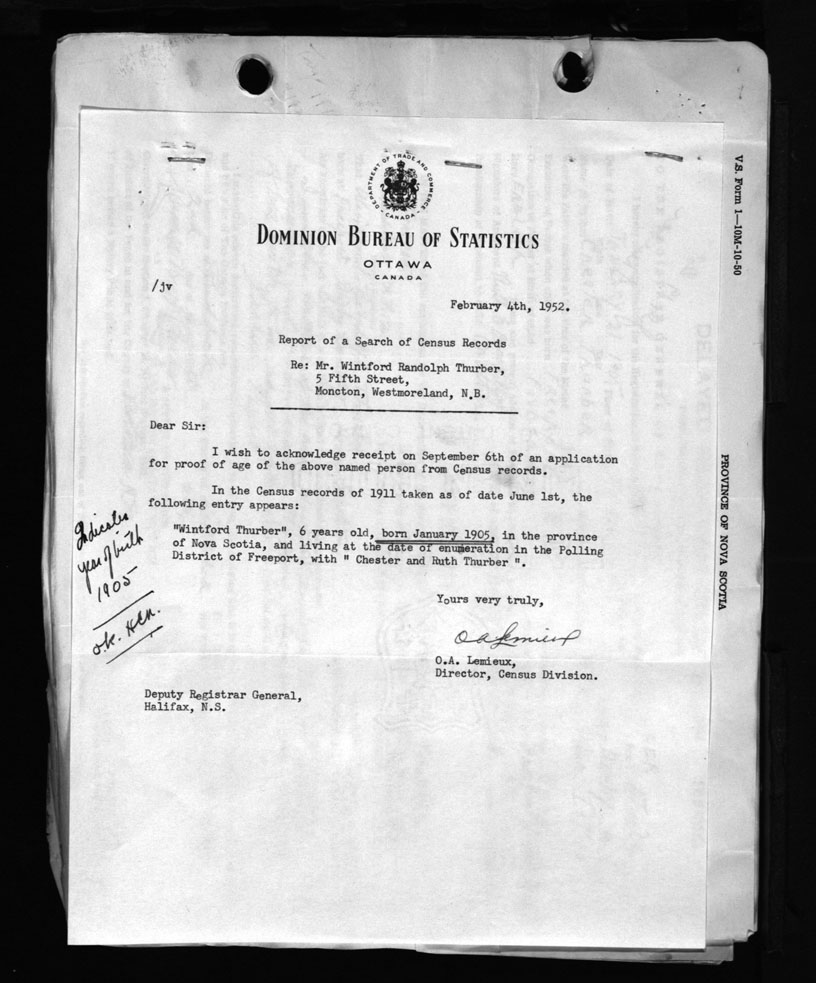 DEPARTMENT OF TRADE AND COMMERCE
CANADA
DOMINION BUREAU OF STATISTICS
OTTAWA
CANADA
/jv
February 4th, 1952.
Report of a Search of Census Records
Re: Mr. Wintford Randolph Thurber,
5 Fifth Street,
Moncton, Westmoreland, N.B.
Dear Sir:
I wish to acknowledge receipt on September 6th of an application
for proof of age of the above named person from Census records.
In the Census records of 1911 taken as of date June 1st, the
following entry appears:
"Wintford Thurber", 6 years old, born January 1905, in the province
of Nova Scotia, and living at the date of enumeration in the Polling
District of Freeport, with " Chester and Ruth Thurber ".
Indicates
year of birth
1905
o.k.
Yours very truly,
O A Lemieux
O.A. Lemieux,
Director, Census Division.
Deputy Registrar General,
Halifax, N.S.
V.S. Form 1—10M-10-50
PROVINCE OF NOVA SCOTIA